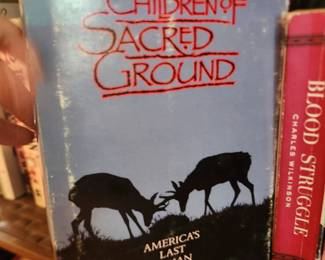 CHILDREN OF
SACRED
GROUND
AMERICA'S
LAST
BLOOD STRUGGLE
CHARLES WILKINSON